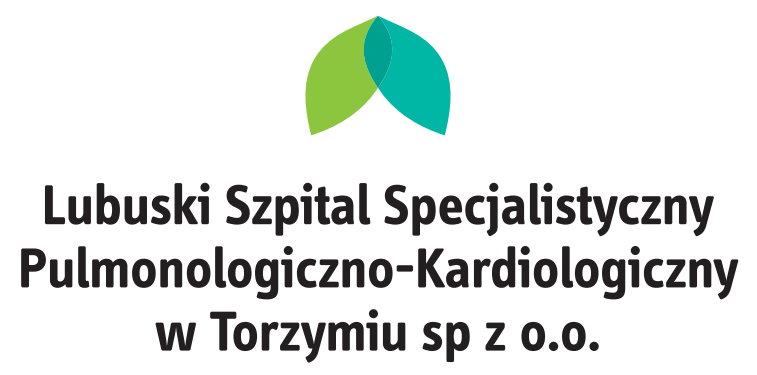 Lubuski Szpital Specjalistyczny
Pulmonologiczno-Kardiologiczny
w Torzymiu sp z o.o.